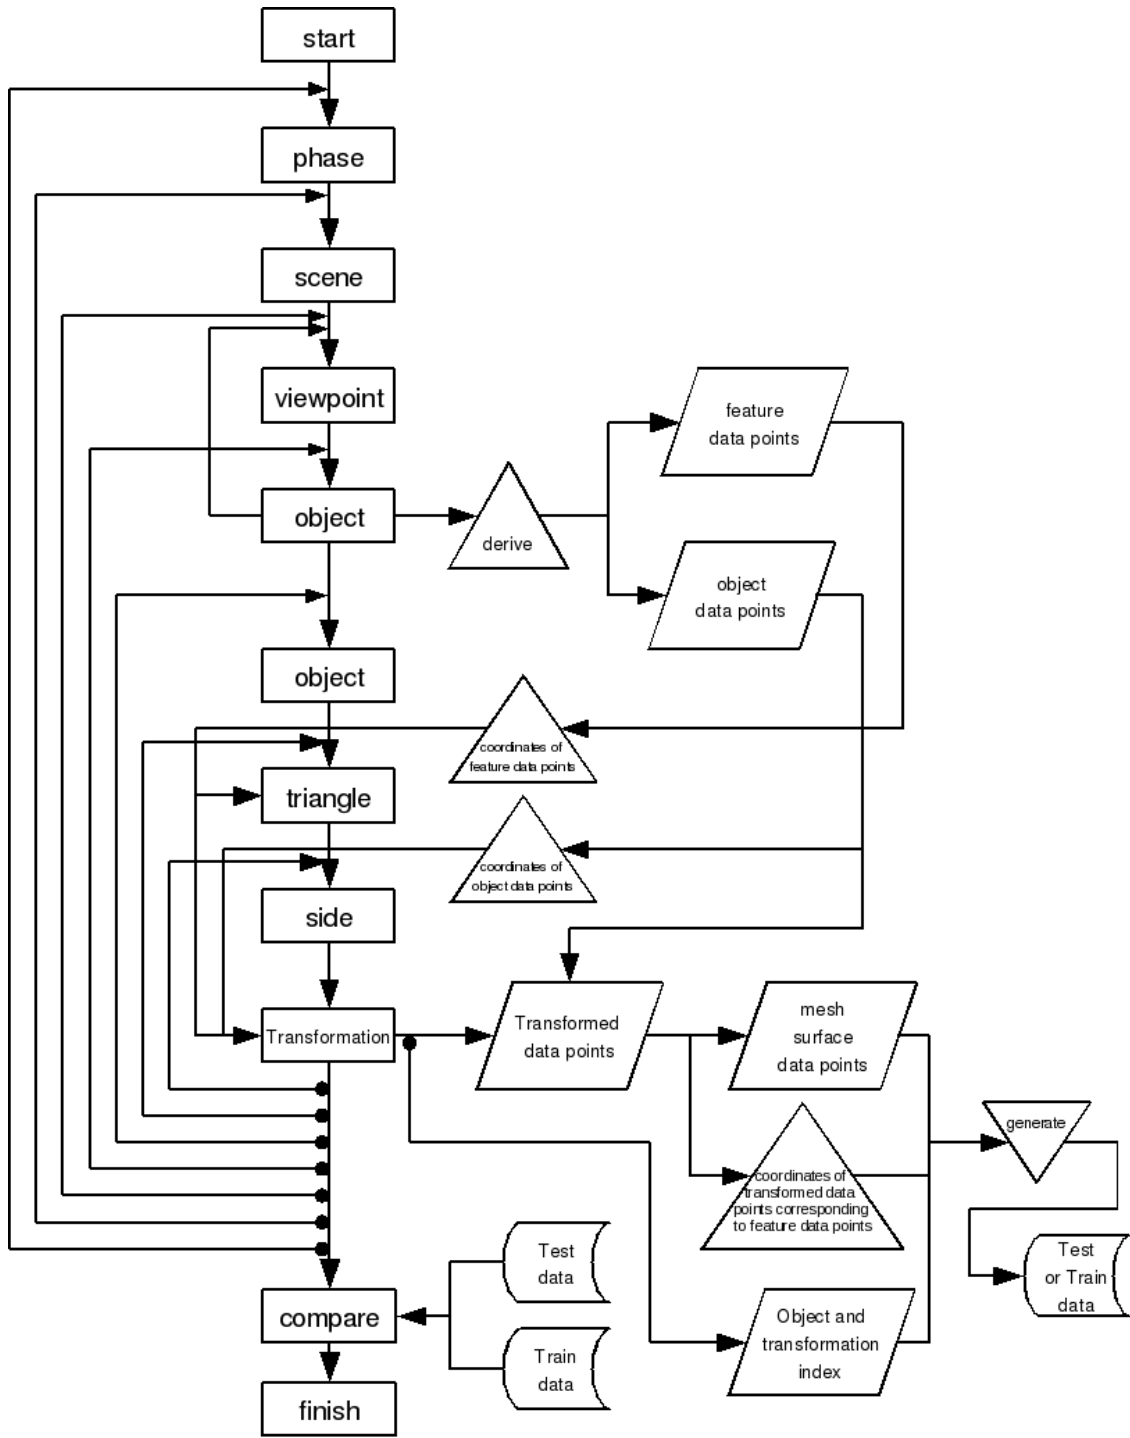 start
phase
scene
viewpoint
feature
data points
object
derive
object
data points
object
coordinates of
feature data points
triangle
coordinates of
object data points
side
Transformation
Transformed
data points
mesh
surface
data points
generate
coordinates of
transformed data
points corresponding
to feature data points
Test
data
Test
or Train
data
compare
Object and
transformation
index
Train
data
finish